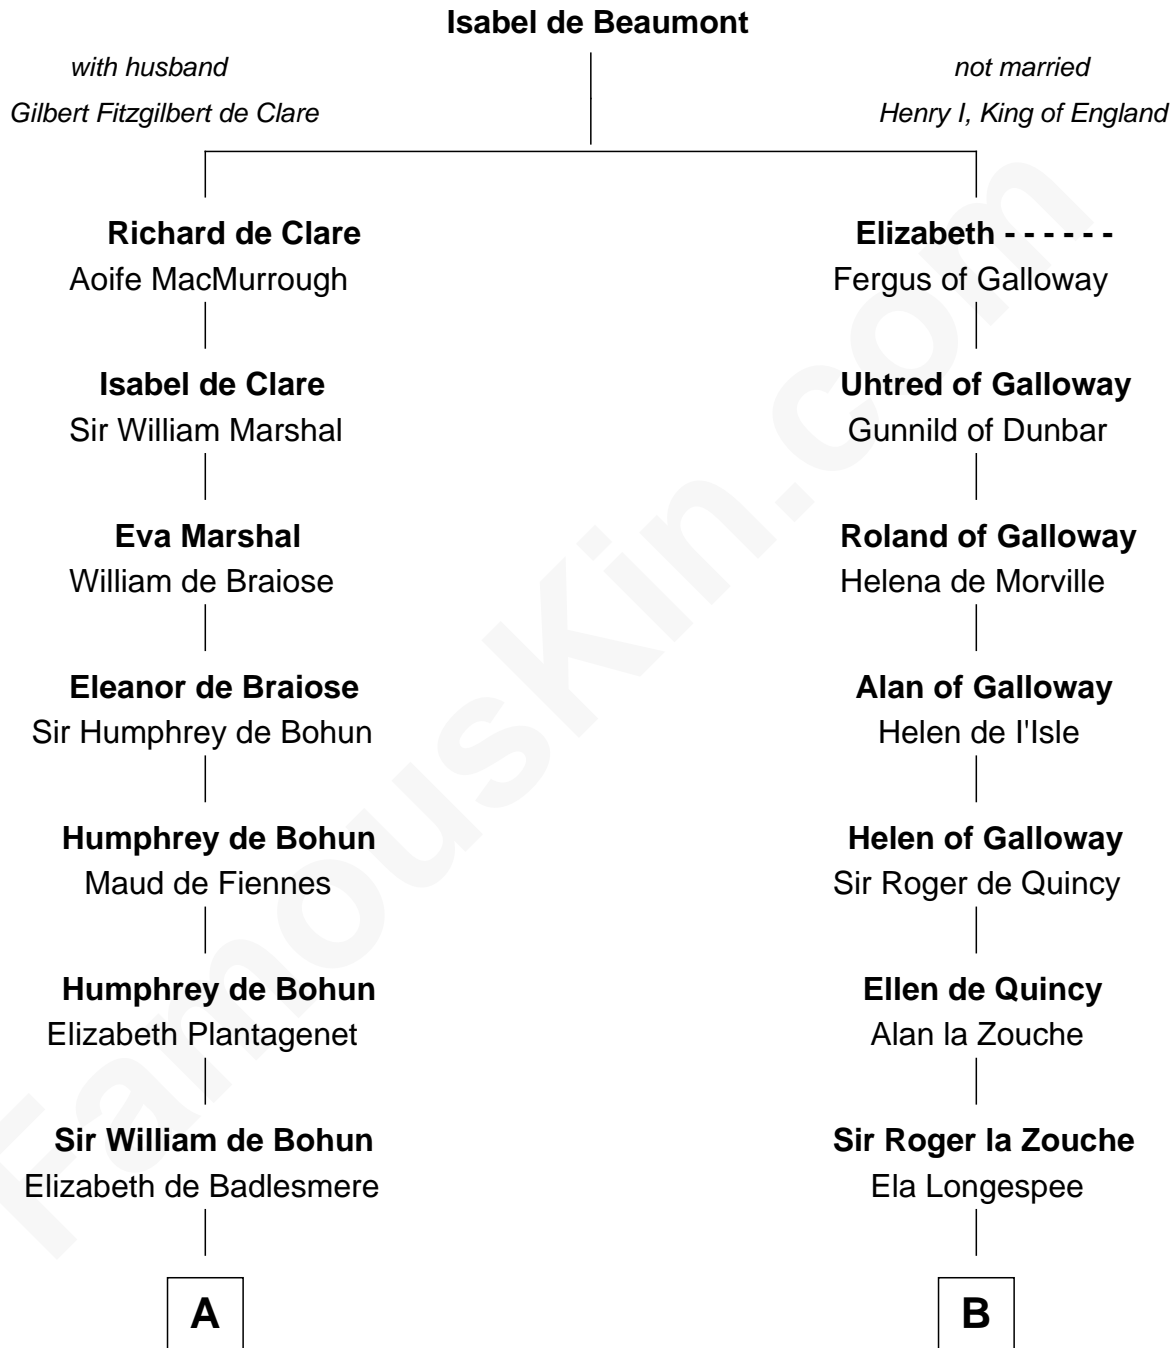 Isabel de Beaumont
with husband
Gilbert Fitzgilbert de Clare
not married
Henry I, King of England
Richard de Clare
Aoife MacMurrough
Isabel de Clare
Sir William Marshal
Eva Marshal
William de Braiose
Eleanor de Braiose
Sir Humphrey de Bohun
Humphrey de Bohun
Maud de Fiennes
Humphrey de Bohun
Elizabeth Plantagenet
Sir William de Bohun
Elizabeth de Badlesmere
A
Elizabeth - - - - - -
Fergus of Galloway
Uhtred of Galloway
Gunnild of Dunbar
Roland of Galloway
Helena de Morville
Alan of Galloway
Helen de l'Isle
Helen of Galloway
Sir Roger de Quincy
Ellen de Quincy
Alan la Zouche
Sir Roger la Zouche
Ela Longespee
B
FamousKin.com